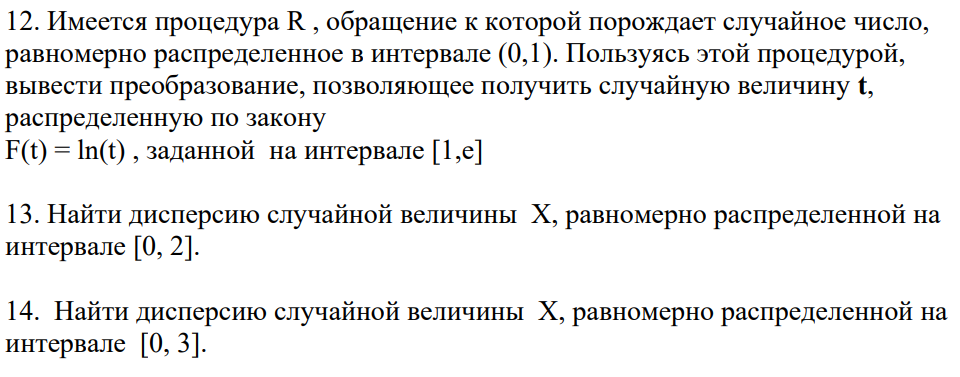 12. Имеется процедура R , обращение к которой порождает случайное число,
равномерно распределенное в интервале (0,1). Пользуясь этой процедурой,
вывести преобразование, позволяющее получить случайную величину t,
распределенную по закону
F(t) = ln(t) , заданной на интервале [1,e]
13. Найти дисперсию случайной величины X, равномерно распределенной на
интервале [0, 2].
14. Найти дисперсию случайной величины X, равномерно распределенной на
интервале [0, 3].